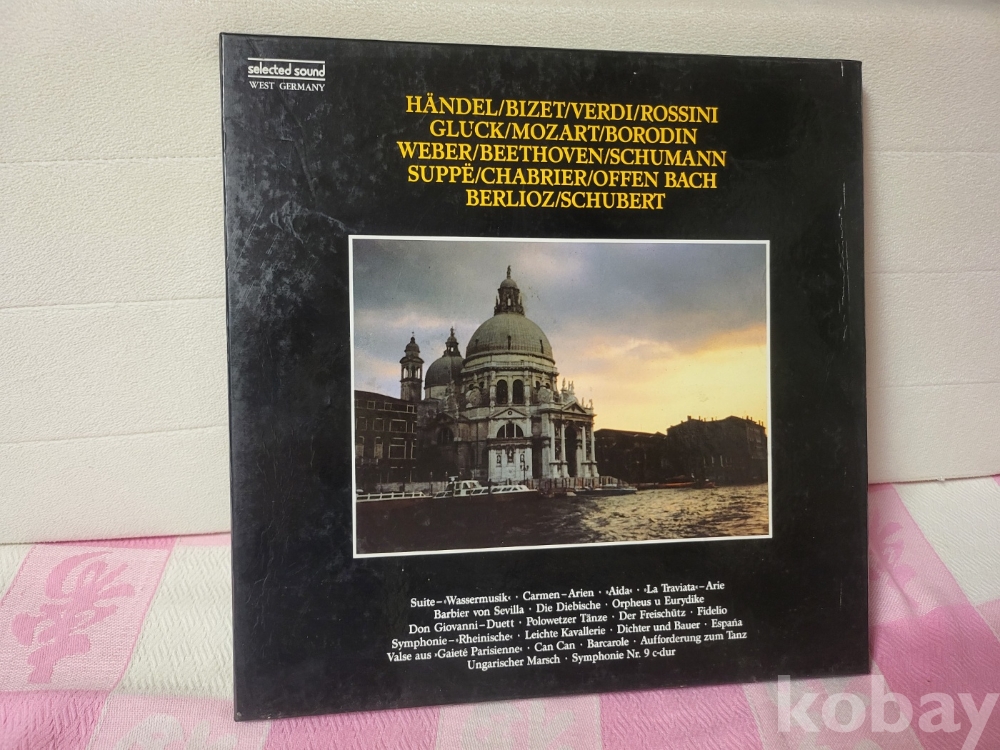 selected sound
WEST GERMANY
HÄNDEL/BIZET/VERDI/ROSSINI
GLUCK/MOZART/BORODIN
WEBER/BEETHOVEN/SCHUMANN
SUPPË/CHABRIER/OFFEN BACH
BERLIOZ/SCHUBERT
Suite–›Wassermusik‹ · Carmen–Arien · ›Aida‹ · ›La Traviata‹–Arie
Barbier von Sevilla · Die Diebische · Orpheus u Eurydike
Don Giovanni–Duett · Polowetzer Tänze · Der Freischütz · Fidelio
Symphonie–›Rheinische‹ · Leichte Kavallerie · Dichter und Bauer · España
Valse aus ›Gaieté Parisienne‹ · Can Can · Barcarole · Aufforderung zum Tanz
Ungarischer Marsch · Symphonie Nr. 9 c-dur
kobay